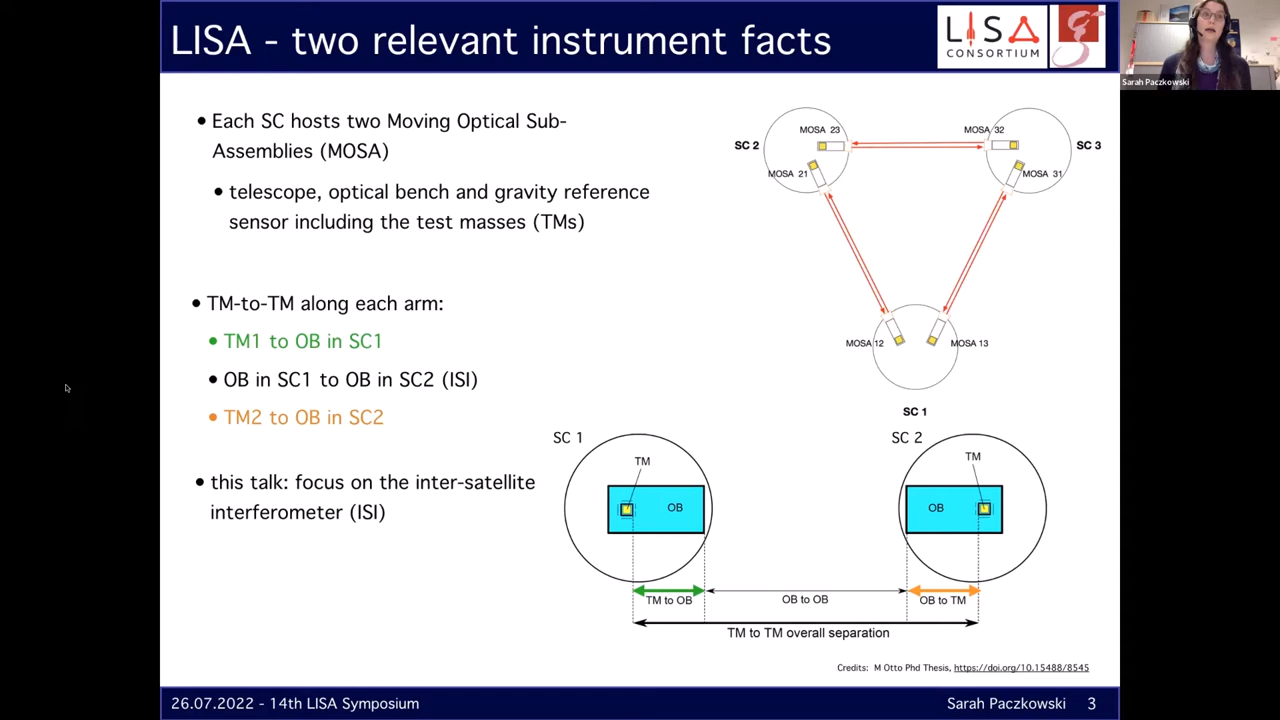 LISA - two relevant instrument facts
LISA
CONSORTIUM
Sarah Paczkowski
• Each SC hosts two Moving Optical Sub-
Assemblies (MOSA)
• telescope, optical bench and gravity reference
sensor including the test masses (TMs)
• TM-to-TM along each arm:
• TM1 to OB in SC1
• OB in SC1 to OB in SC2 (ISI)
• TM2 to OB in SC2
• this talk: focus on the inter-satellite
interferometer (ISI)
MOSA 23
MOSA 32
SC 2
SC 3
MOSA 21
MOSA 31
MOSA 12
MOSA 13
SC 1
SC 1
SC 2
TM
TM
OB
OB
TM to OB
OB to OB
OB to TM
TM to TM overall separation
Credits: M Otto Phd Thesis, https://doi.org/10.15488/8545
26.07.2022 - 14th LISA Symposium
Sarah Paczkowski
3